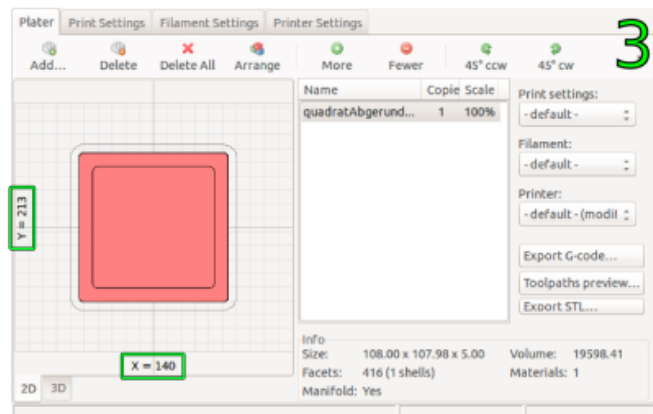 Plater Print Settings Filament Settings Printer Settings
3
Add... Delete Delete All Arrange More Fewer 45° ccw 45° cw
Name Copie Scale
quadratAbgerund... 1 100%
Print settings:
- default -
Filament:
- default -
Printer:
- default - (modif
Export G-code...
Toolpaths preview...
Export STL...
Y = 213
X = 140
2D 3D
Info
Size: 108.00 x 107.98 x 5.00 Volume: 19598.41
Facets: 416 (1 shells) Materials: 1
Manifold: Yes